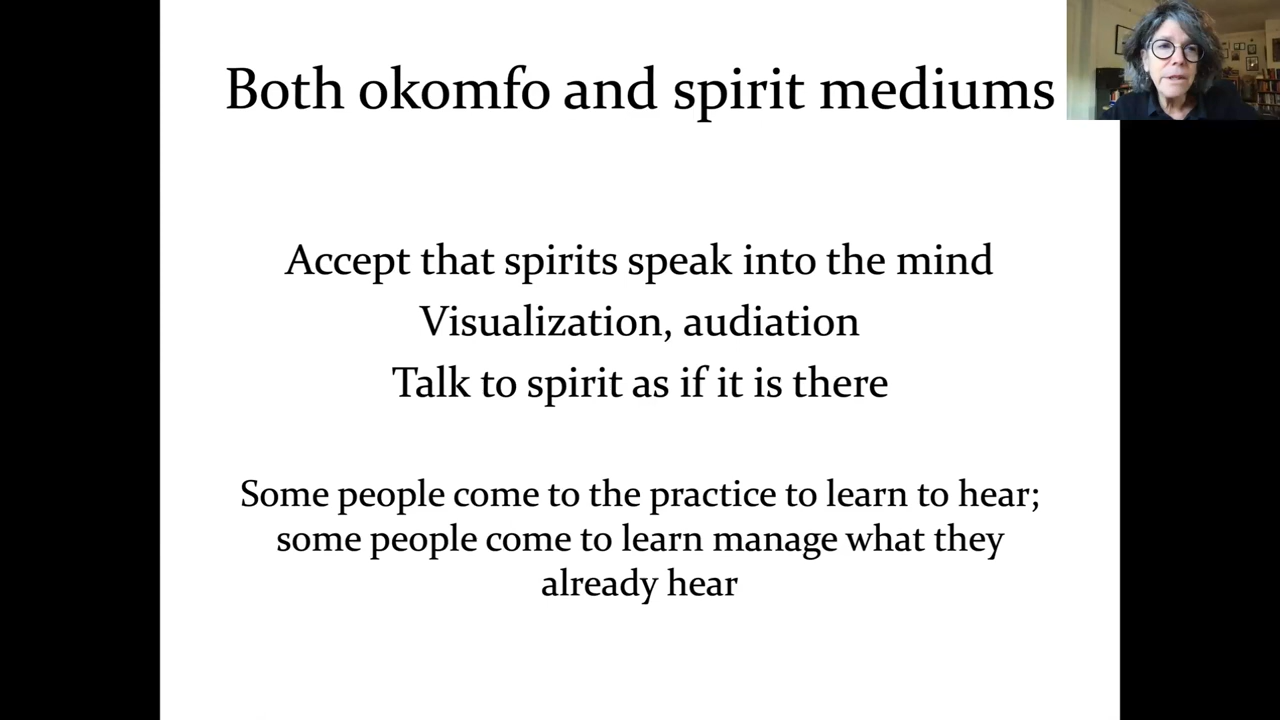 Both okomfo and spirit mediums
Accept that spirits speak into the mind
Visualization, audiation
Talk to spirit as if it is there
Some people come to the practice to learn to hear;
some people come to learn manage what they
already hear